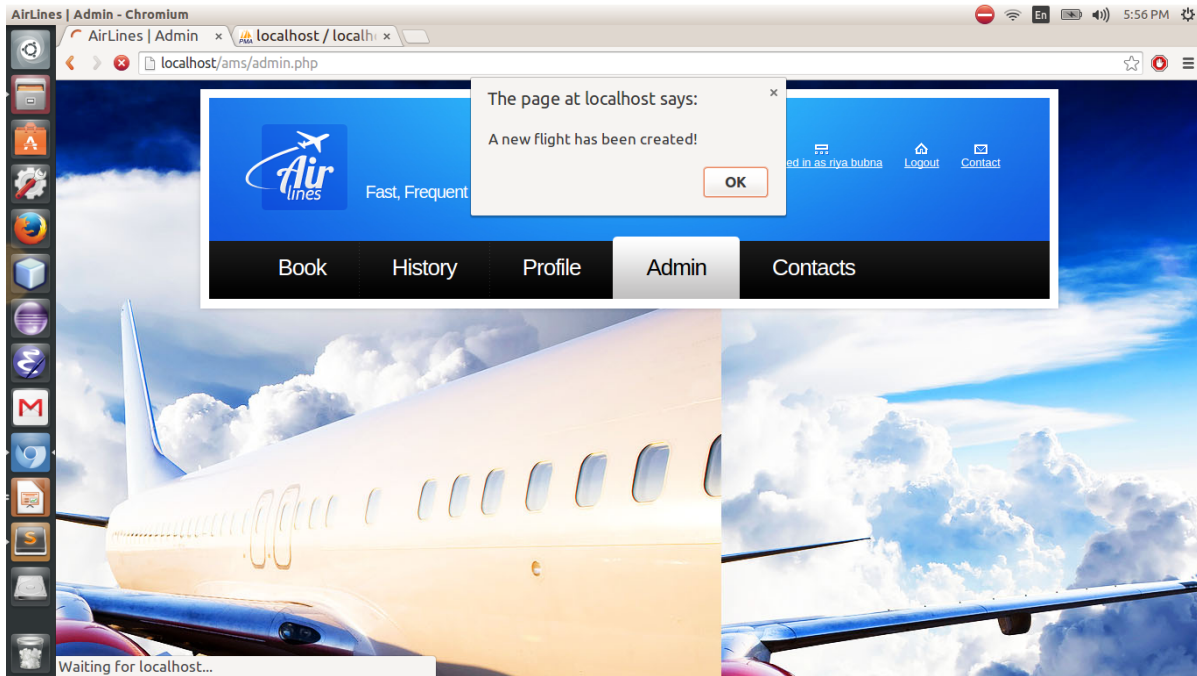 AirLines | Admin - Chromium
En
5:56 PM
AirLines | Admin
PMA
localhost / localh
localhost/ams/admin.php
The page at localhost says:
A new flight has been created!
OK
Air
lines
Fast, Frequent
ed in as riya bubna
Logout
Contact
Book
History
Profile
Admin
Contacts
Waiting for localhost...